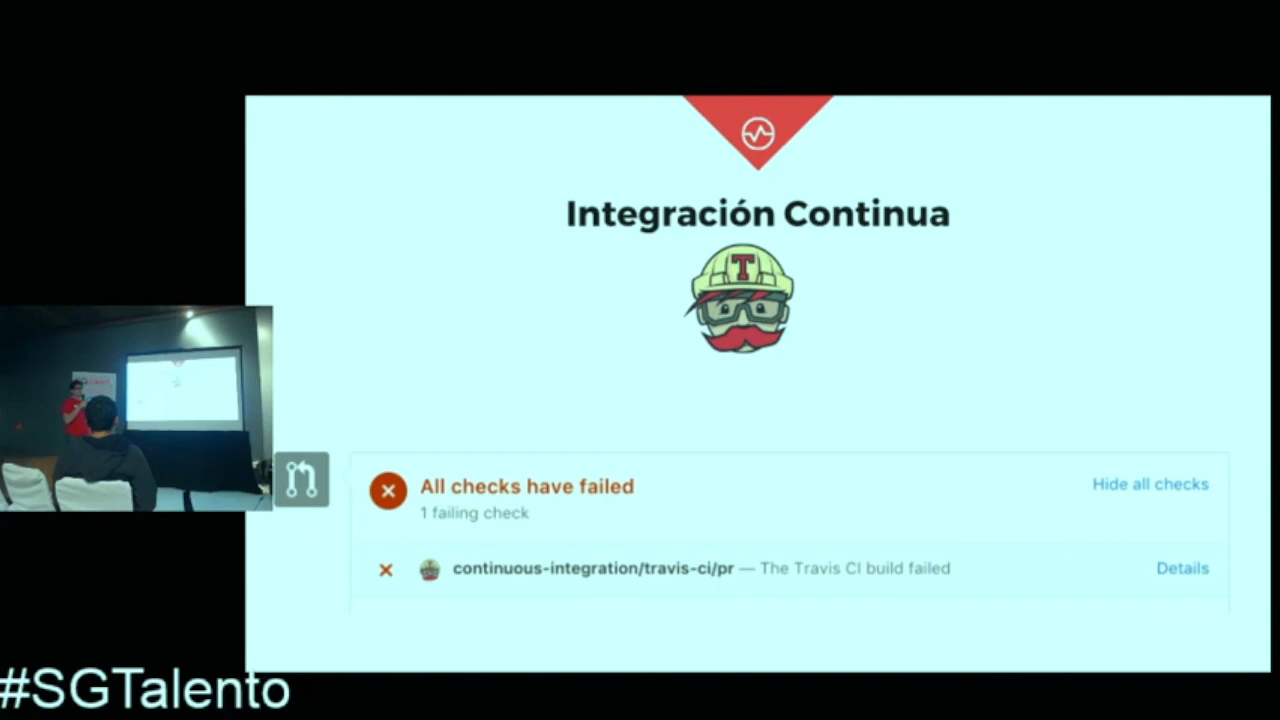 Integración Continua
T
All checks have failed
Hide all checks
1 failing check
continuous-integration/travis-ci/pr — The Travis CI build failed
Details
#SGTalento